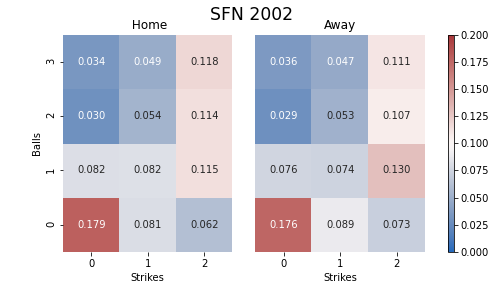 SFN 2002
Home Away
0.200
3 0.034 0.049 0.118 0.036 0.047 0.111
0.175
0.150
2 0.030 0.054 0.114 0.029 0.053 0.107
0.125
Balls
0.100
1 0.082 0.082 0.115 0.076 0.074 0.130
0.075
0.050
0 0.179 0.081 0.062 0.176 0.089 0.073
0.025
0.000
0 1 2 0 1 2
Strikes Strikes